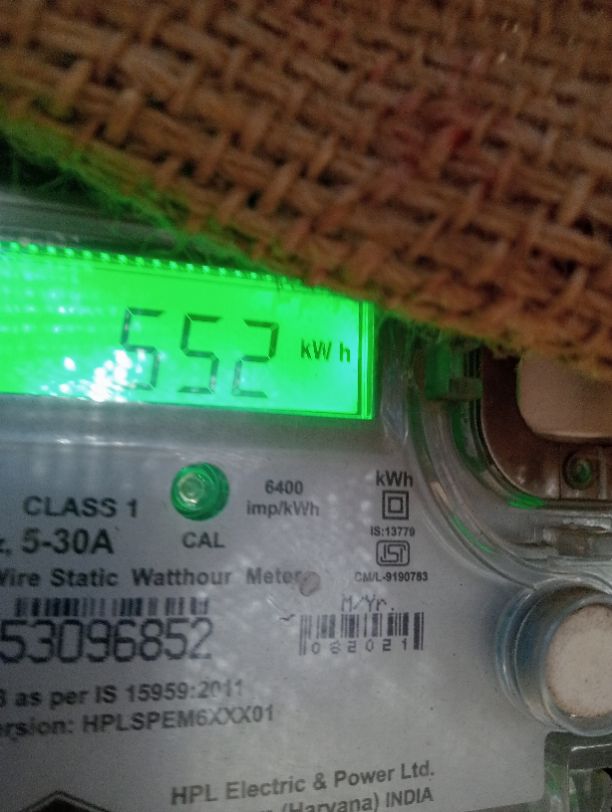 552 kWh
CLASS 1
6400
imp/kWh
kWh
5-30A
CAL
IS:13779
CM/L-9190783
Wire Static Watthour Meter
M/Yr.
53096852
062021
as per IS 15959:2011
HPLSPEM6XXX01
HPL Electric & Power Ltd.
(Haryana) INDIA